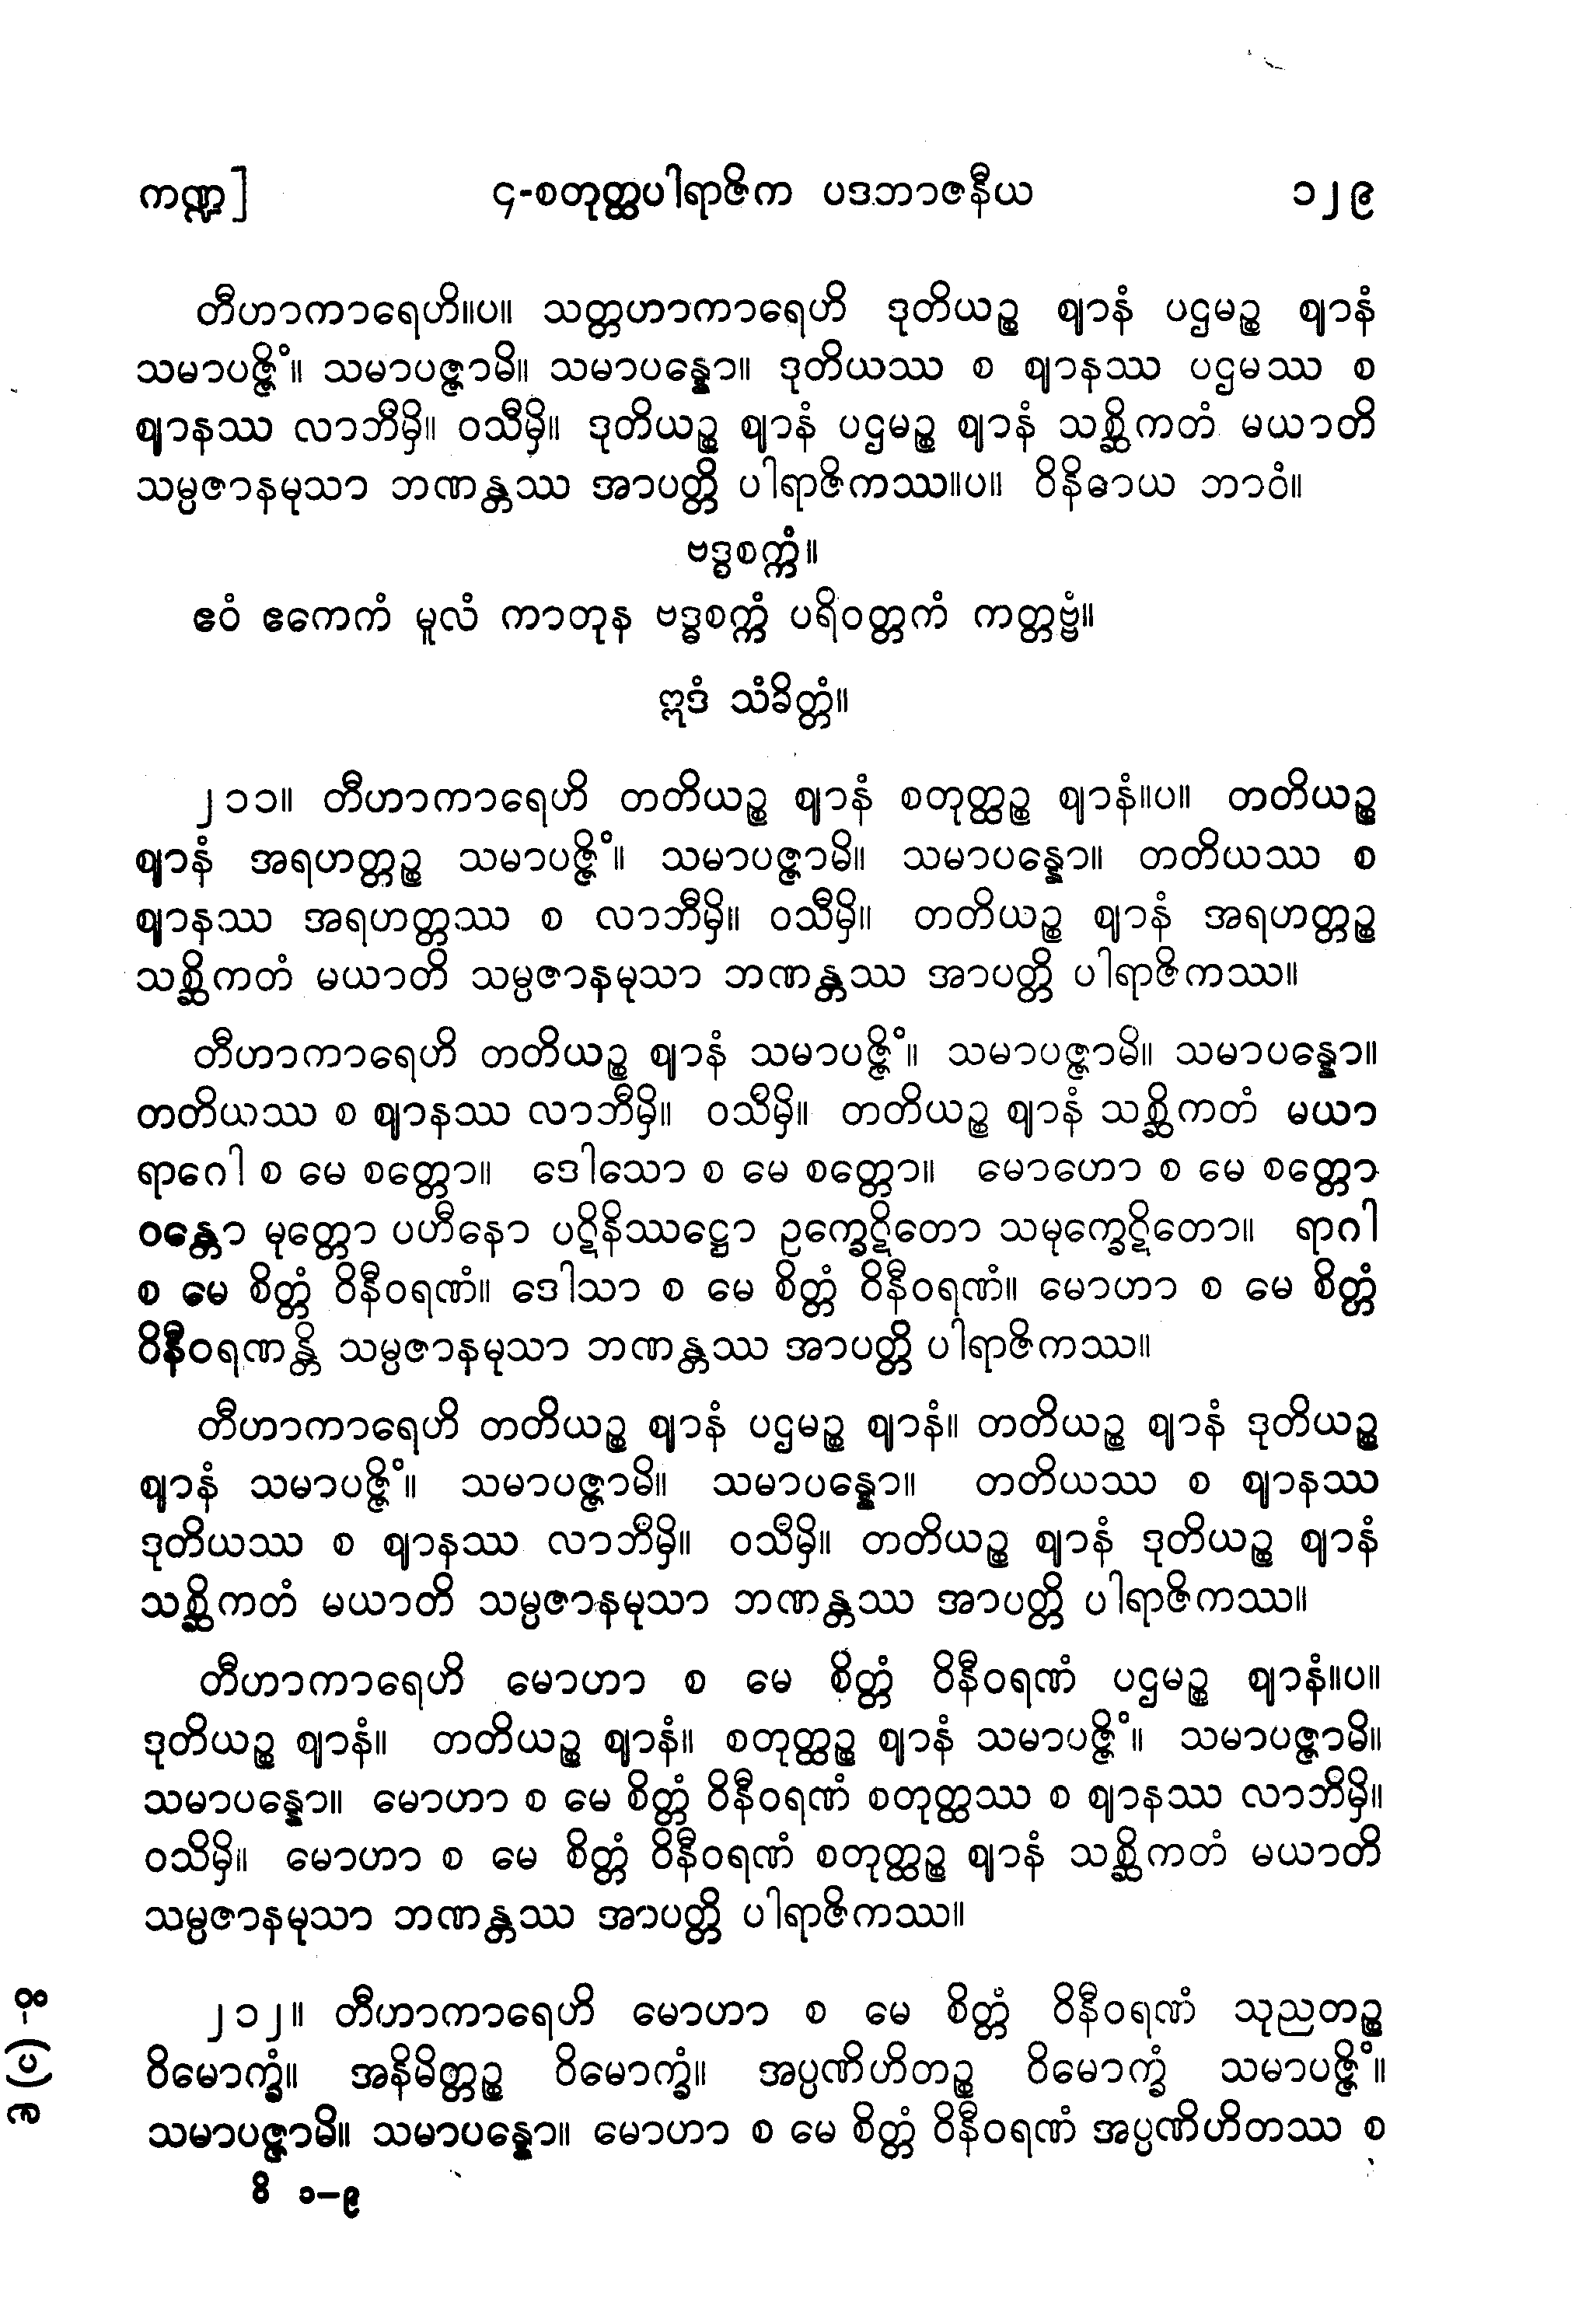 ကဏ္ဍ] ၄-စတုတ္ထပါရာဇိက ပဒဘာဇနီယ ၁၂၉
တီဟာကာရေဟိ။ပ။ သတ္တဟာကာရေဟိ ဒုတိယဉ္စ ဈာနံ ပဌမဉ္စ ဈာနံ
သမာပဇ္ဇိံ။ သမာပဇ္ဇာမိ။ သမာပန္နော။ ဒုတိယဿ စ ဈာနဿ ပဌမဿ စ
ဈာနဿ လာဘီမှိ။ ဝသီမှိ။ ဒုတိယဉ္စ ဈာနံ ပဌမဉ္စ ဈာနံ သစ္ဆိကတံ မယာတိ
သမ္ပဇာနမုသာ ဘဏန္တဿ အာပတ္တိ ပါရာဇိကဿ။ပ။ ဝိနိဓာယ ဘာဝံ။
ဗဒ္ဓစက္ကံ။
ဧဝံ ဧကေကံ မူလံ ကာတုန ဗဒ္ဓစက္ကံ ပရိဝတ္တကံ ကတ္တဗ္ဗံ။
ဣဒံ သံခိတ္တံ။
၂၁၁။ တီဟာကာရေဟိ တတိယဉ္စ ဈာနံ စတုတ္ထဉ္စ ဈာနံ။ပ။ တတိယဉ္စ
ဈာနံ အရဟတ္တဉ္စ သမာပဇ္ဇိံ။ သမာပဇ္ဇာမိ။ သမာပန္နော။ တတိယဿ စ
ဈာနဿ အရဟတ္တဿ စ လာဘီမှိ။ ဝသီမှိ။ တတိယဉ္စ ဈာနံ အရဟတ္တဉ္စ
သစ္ဆိကတံ မယာတိ သမ္ပဇာနမုသာ ဘဏန္တဿ အာပတ္တိ ပါရာဇိကဿ။
တီဟာကာရေဟိ တတိယဉ္စ ဈာနံ သမာပဇ္ဇိံ။ သမာပဇ္ဇာမိ။ သမာပန္နော။
တတိယဿ စ ဈာနဿ လာဘီမှိ။ ဝသီမှိ။ တတိယဉ္စ ဈာနံ သစ္ဆိကတံ မယာ
ရာဂေါ စ မေ စတ္တော။ ဒေါသော စ မေ စတ္တော။ မောဟော စ မေ စတ္တော
ဝန္တော မုတ္တော ပဟီနော ပဋိနိဿဋ္ဌော ဥက္ခေဋိတော သမုက္ခေဋိတော။ ရာဂါ
စ မေ စိတ္တံ ဝိနီဝရဏံ။ ဒေါသာ စ မေ စိတ္တံ ဝိနီဝရဏံ။ မောဟာ စ မေ စိတ္တံ
ဝိနီဝရဏန္တိ သမ္ပဇာနမုသာ ဘဏန္တဿ အာပတ္တိ ပါရာဇိကဿ။
တီဟာကာရေဟိ တတိယဉ္စ ဈာနံ ပဌမဉ္စ ဈာနံ။ တတိယဉ္စ ဈာနံ ဒုတိယဉ္စ
ဈာနံ သမာပဇ္ဇိံ။ သမာပဇ္ဇာမိ။ သမာပန္နော။ တတိယဿ စ ဈာနဿ
ဒုတိယဿ စ ဈာနဿ လာဘီမှိ။ ဝသီမှိ။ တတိယဉ္စ ဈာနံ ဒုတိယဉ္စ ဈာနံ
သစ္ဆိကတံ မယာတိ သမ္ပဇာနမုသာ ဘဏန္တဿ အာပတ္တိ ပါရာဇိကဿ။
တီဟာကာရေဟိ မောဟာ စ မေ စိတ္တံ ဝိနီဝရဏံ ပဌမဉ္စ ဈာနံ။ပ။
ဒုတိယဉ္စ ဈာနံ။ တတိယဉ္စ ဈာနံ။ စတုတ္ထဉ္စ ဈာနံ သမာပဇ္ဇိံ။ သမာပဇ္ဇာမိ။
သမာပန္နော။ မောဟာ စ မေ စိတ္တံ ဝိနီဝရဏံ စတုတ္ထဿ စ ဈာနဿ လာဘီမှိ။
ဝသီမှိ။ မောဟာ စ မေ စိတ္တံ ဝိနီဝရဏံ စတုတ္ထဉ္စ ဈာနံ သစ္ဆိကတံ မယာတိ
သမ္ပဇာနမုသာ ဘဏန္တဿ အာပတ္တိ ပါရာဇိကဿ။
၂၁၂။ တီဟာကာရေဟိ မောဟာ စ မေ စိတ္တံ ဝိနီဝရဏံ သုညတဉ္စ
ဝိမောက္ခံ။ အနိမိတ္တဉ္စ ဝိမောက္ခံ။ အပ္ပဏိဟိတဉ္စ ဝိမောက္ခံ သမာပဇ္ဇိံ။
သမာပဇ္ဇာမိ။ သမာပန္နော။ မောဟာ စ မေ စိတ္တံ ဝိနီဝရဏံ အပ္ပဏိဟိတဿ စ
ဝိ ၁–၉